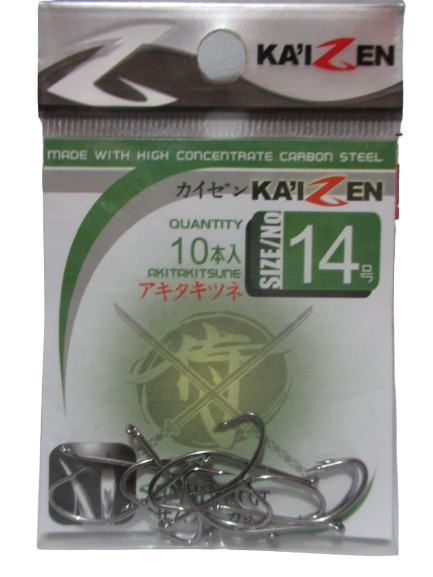 KA'IZEN
MADE WITH HIGH CONCENTRATE CARBON STEEL
カイゼン KA'IZEN
QUANTITY
10本入
AKITAKITSUNE
アキタキツネ
SIZE/NO
14号
侍